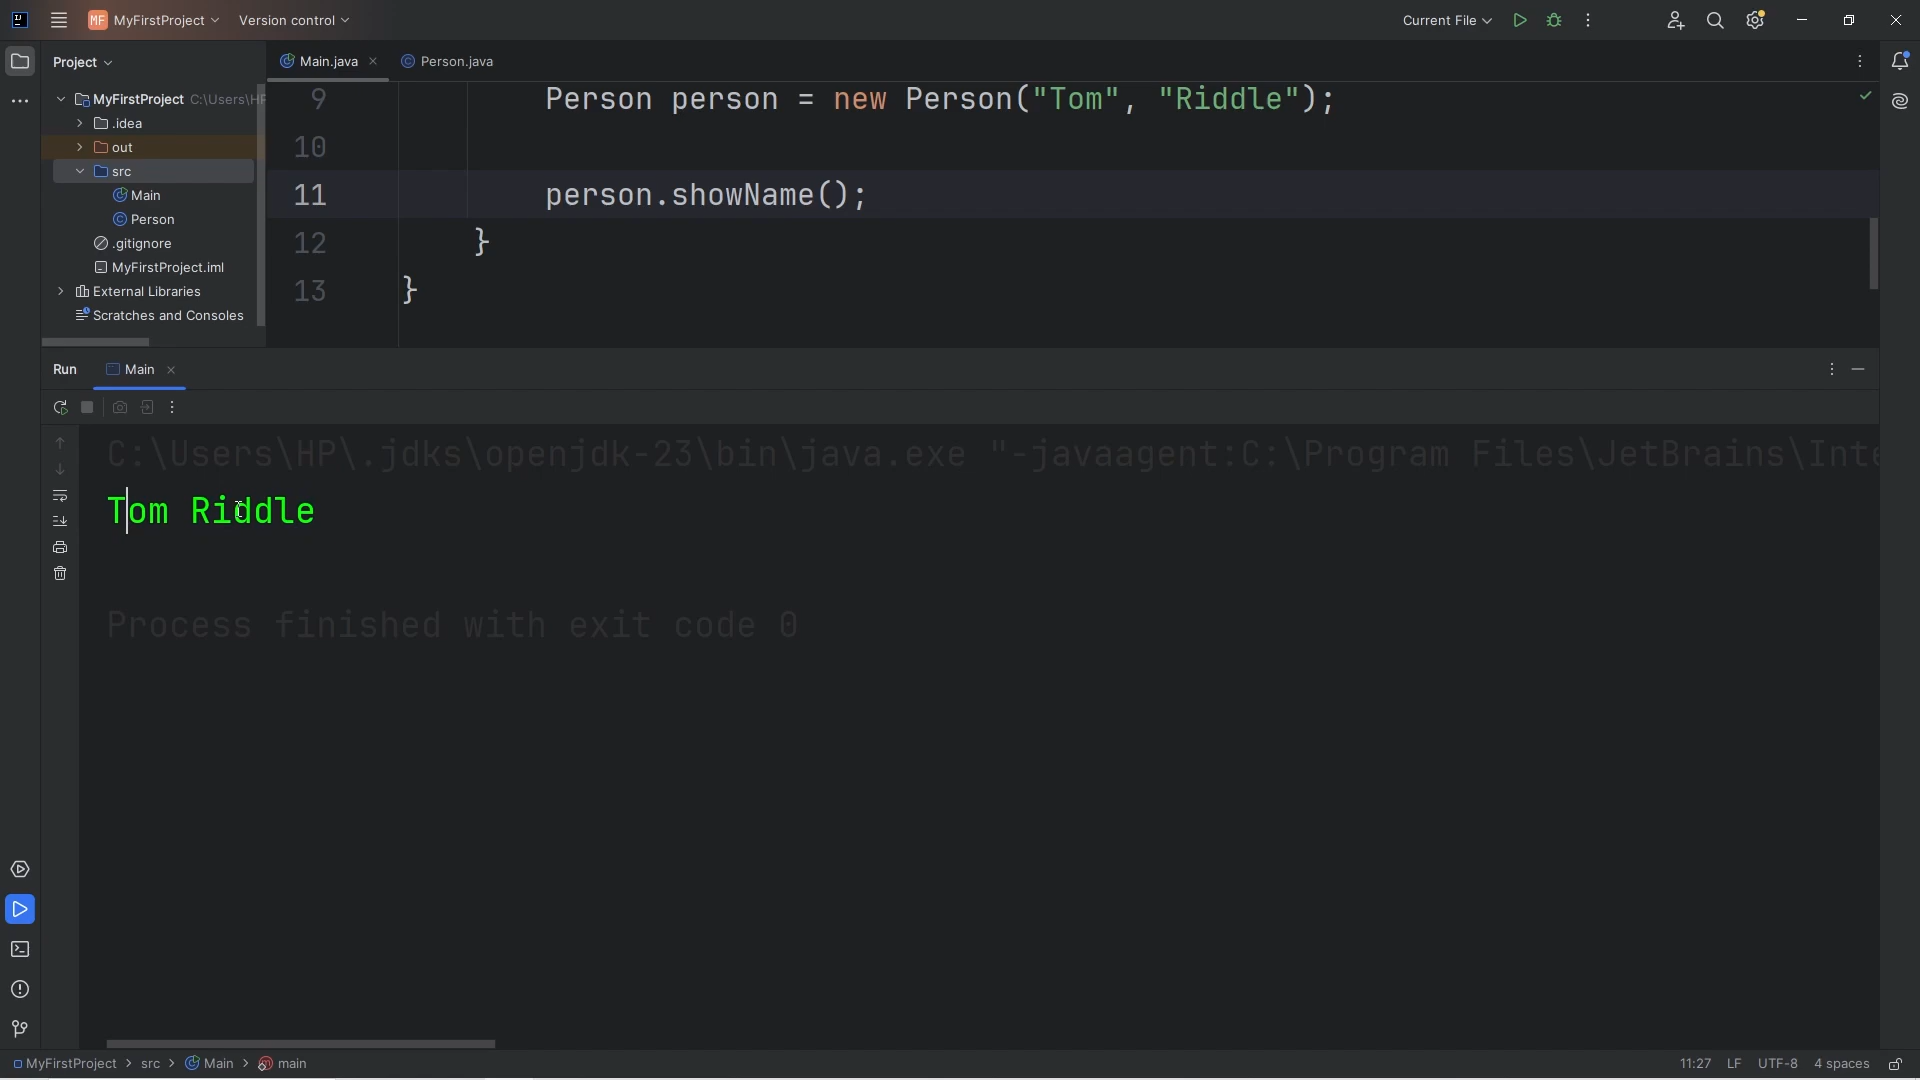 MF MyFirstProject Version control Current File
Project
Main.java
Person.java
MyFirstProject C:\Users\HP
.idea
out
src
Main
Person
.gitignore
MyFirstProject.iml
External Libraries
Scratches and Consoles
9 Person person = new Person("Tom", "Riddle");
10
11 person.showName();
12 }
13 }
Run Main
C:\Users\HP\.jdks\openjdk-23\bin\java.exe "-javaagent:C:\Program Files\JetBrains\Inte
Tom Riddle
Process finished with exit code 0
MyFirstProject > src > Main > main 11:27 LF UTF-8 4 spaces